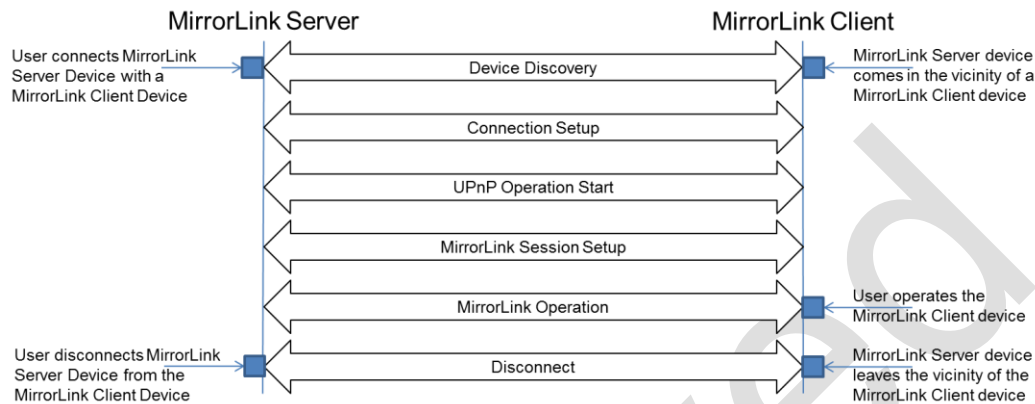 MirrorLink Server
MirrorLink Client
User connects MirrorLink
Server Device with a
MirrorLink Client Device
Device Discovery
MirrorLink Server device
comes in the vicinity of a
MirrorLink Client device
Connection Setup
UPnP Operation Start
MirrorLink Session Setup
MirrorLink Operation
User operates the
MirrorLink Client device
User disconnects MirrorLink
Server Device from the
MirrorLink Client Device
Disconnect
MirrorLink Server device
leaves the vicinity of the
MirrorLink Client device